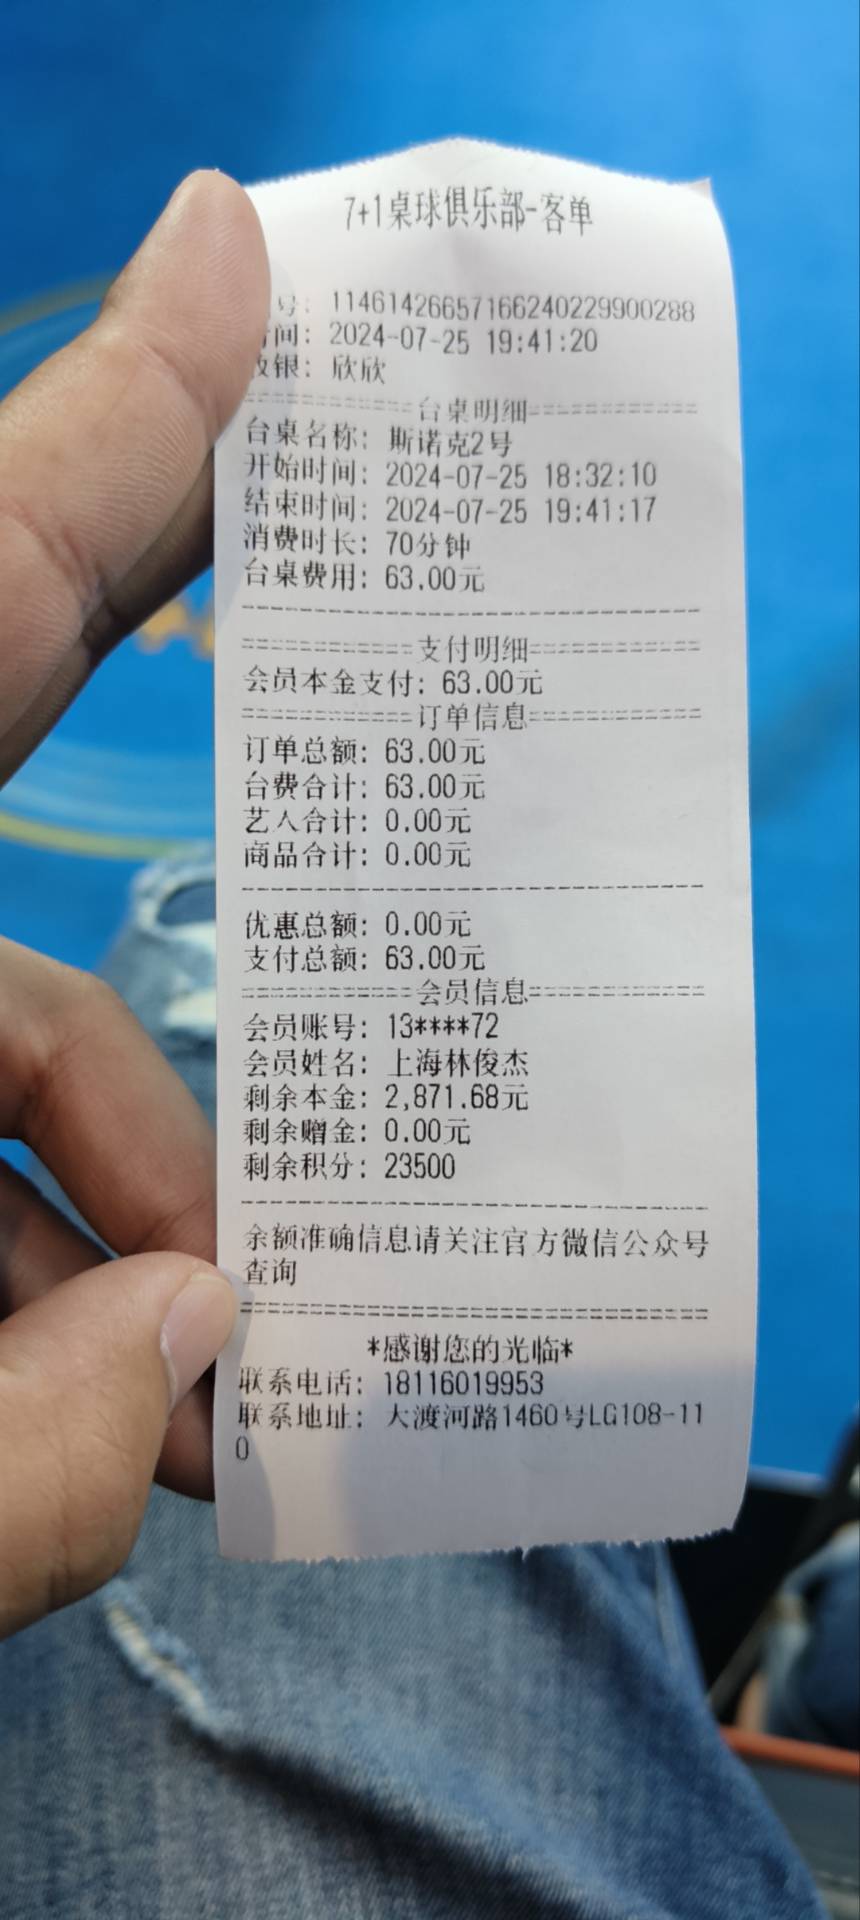 7+1桌球俱乐部-客单
号: 1146142665716624022990​0288
间: 2024-07-25 19:41:20
银: 欣欣
============台桌明细============
台桌名称: 斯诺克2号
开始时间: 2024-07-25 18:32:10
结束时间: 2024-07-25 19:41:17
消费时长: 70分钟
台桌费用: 63.00元
--------------------------------
============支付明细============
会员本金支付: 63.00元
============订单信息============
订单总额: 63.00元
台费合计: 63.00元
艺人合计: 0.00元
商品合计: 0.00元
--------------------------------
优惠总额: 0.00元
支付总额: 63.00元
============会员信息============
会员账号: 13****72
会员姓名: 上海林俊杰
剩余本金: 2,871.68元
剩余赠金: 0.00元
剩余积分: 23500
--------------------------------
余额准确信息请关注官方微信公众号
查询
================================
*感谢您的光临*
联系电话: 18116019953
联系地址: 大渡河路1460号LG108-11
0